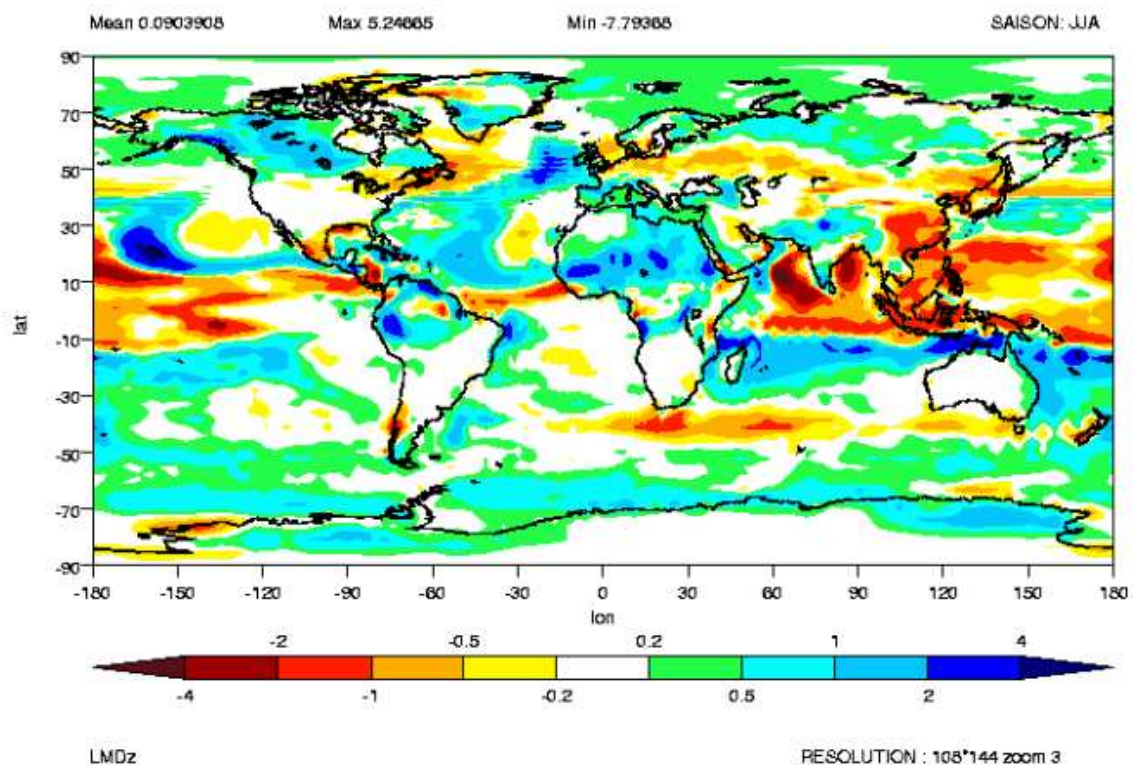 Mean 0.0903908 Max 5.24665 Min -7.79368 SAISON: JJA
90
70
50
30
10
-10
-30
-50
-70
-90
lat
-180 -150 -120 -90 -60 -30 0 30 60 90 120 150 180
lon
-2 -0.5 0.2 1 4
-4 -1 -0.2 0.5 2
LMDz RESOLUTION : 108*144 zoom 3